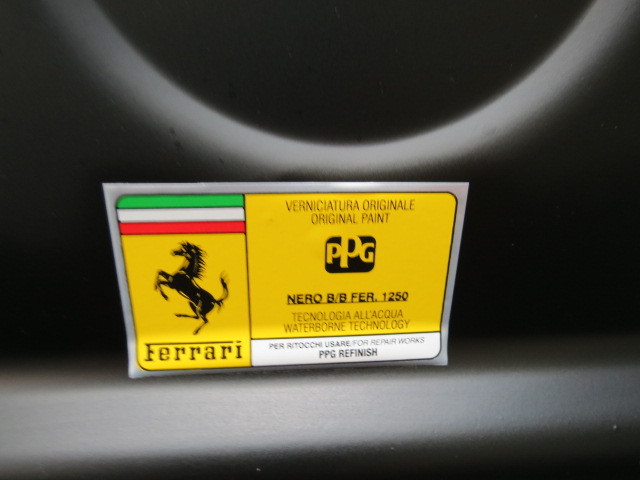 VERNICIATURA ORIGINALE
ORIGINAL PAINT
PPG
NERO B/B FER. 1250
TECNOLOGIA ALL'ACQUA
WATERBORNE TECHNOLOGY
Ferrari
PER RITOCCHI USARE/FOR REPAIR WORKS
PPG REFINISH